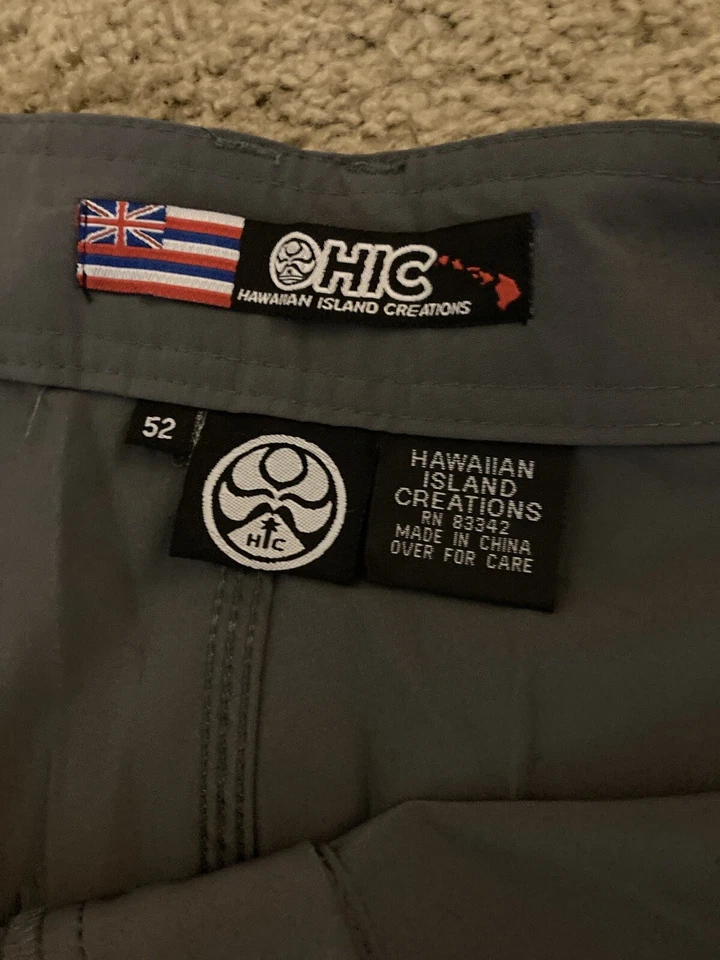 HIC
HAWAIIAN ISLAND CREATIONS
52
HIC
HAWAIIAN
ISLAND
CREATIONS
RN 83342
MADE IN CHINA
OVER FOR CARE